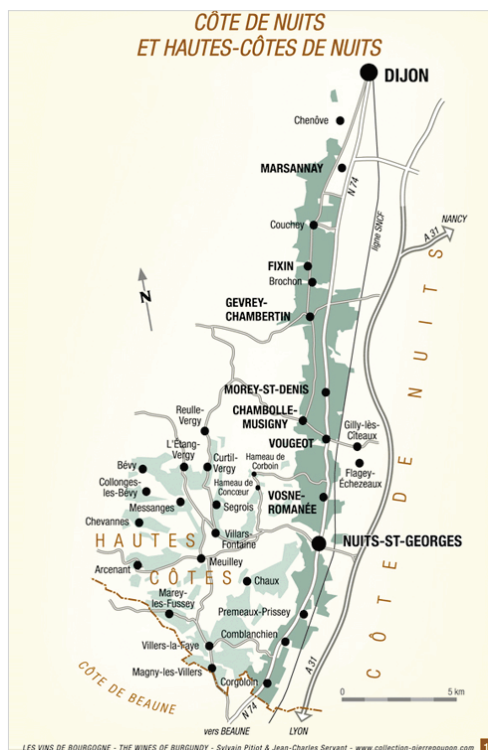 CÔTE DE NUITS
ET HAUTES-CÔTES DE NUITS
DIJON
Chenôve
MARSANNAY
N 74
ligne SNCF
NANCY
A 31
Couchey
FIXIN
Brochon
GEVREY-
CHAMBERTIN
N
CÔTE DE NUITS
MOREY-ST-DENIS
Reulle-
Vergy
CHAMBOLLE-
MUSIGNY
VOUGEOT
Gilly-lès-
Cîteaux
L'Étang-
Vergy
Curtil-
Vergy
Hameau de
Corboin
Bévy
Flagey-
Échezeaux
Collonges-
lès-Bévy
Hameau de
Concœur
Messanges
Segrois
VOSNE-
ROMANÉE
Chevannes
Villars-
Fontaine
HAUTES
NUITS-ST-GEORGES
Arcenant
Meuilley
CÔTES
Chaux
Marey-
les-Fussey
Premeaux-Prissey
Comblanchien
Villers-la-Faye
A 31
Magny-les-Villers
Corgoloin
CÔTE DE BEAUNE
0
5 km
N 74
vers BEAUNE
LYON
LES VINS DE BOURGOGNE - THE WINES OF BURGUNDY - Sylvain Pitiot & Jean-Charles Servant - www.collection-pierrepoupon.com